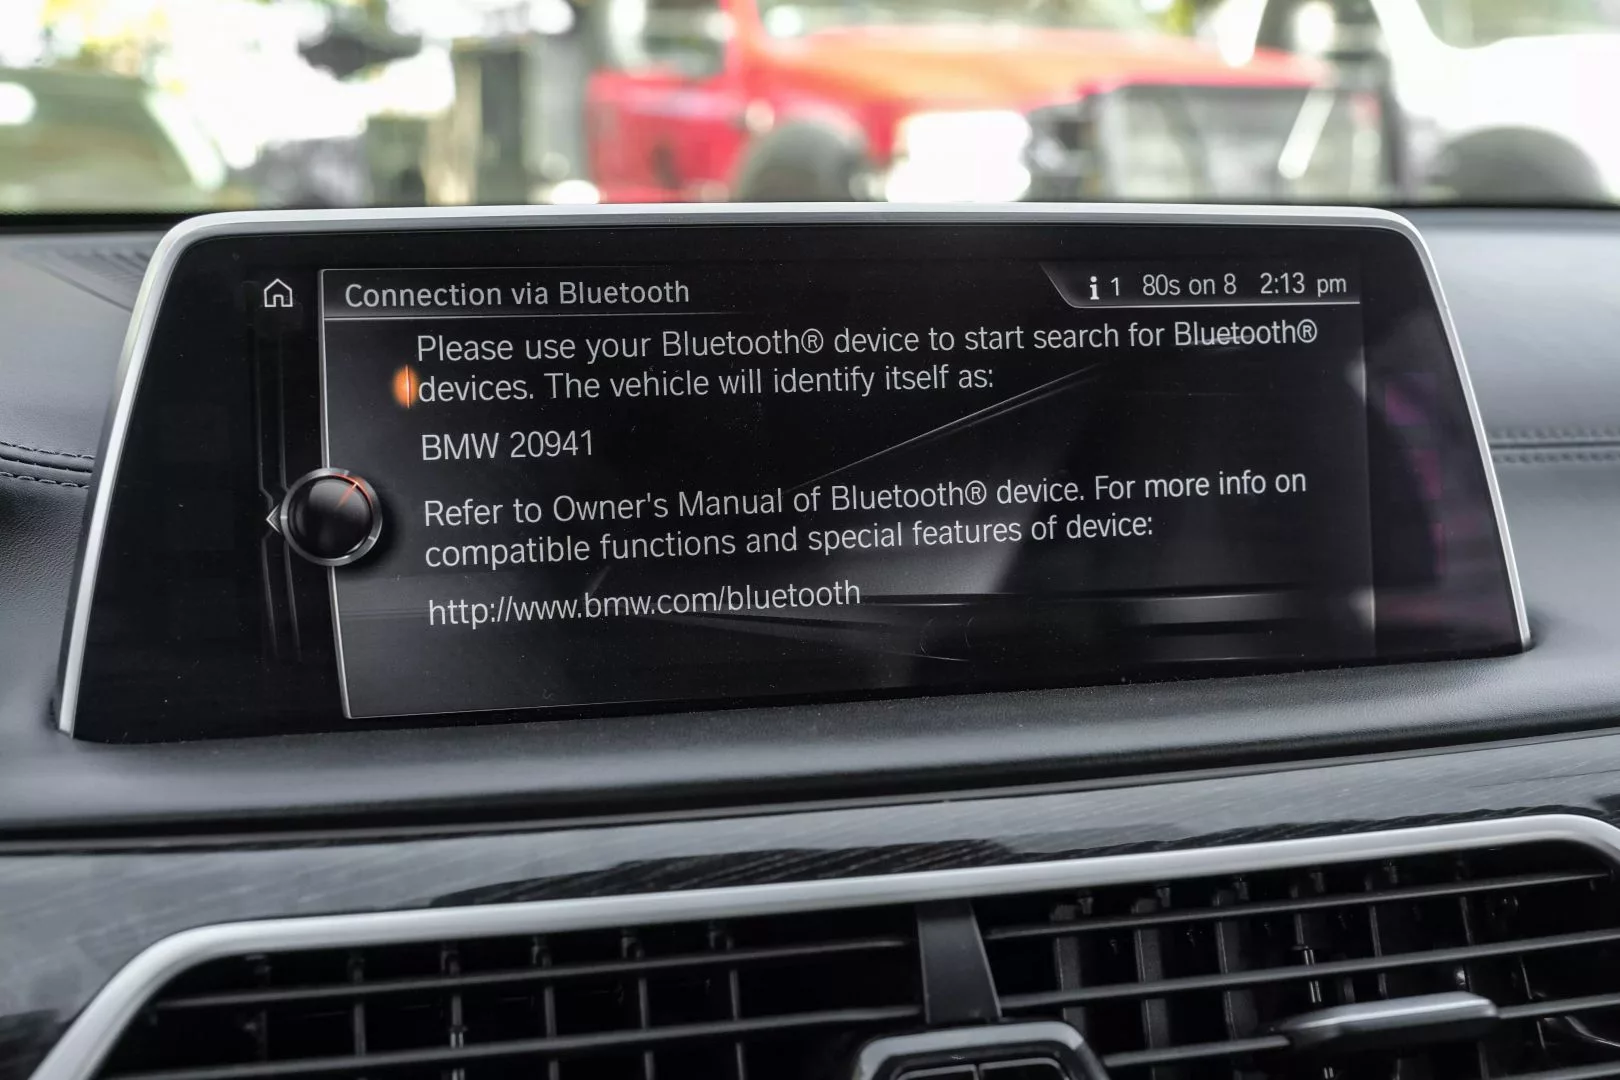 Connection via Bluetooth
i 1 80s on 8 2:13 pm
Please use your Bluetooth® device to start search for Bluetooth®
devices. The vehicle will identify itself as:
BMW 20941
Refer to Owner's Manual of Bluetooth® device. For more info on
compatible functions and special features of device:
http://www.bmw.com/bluetooth